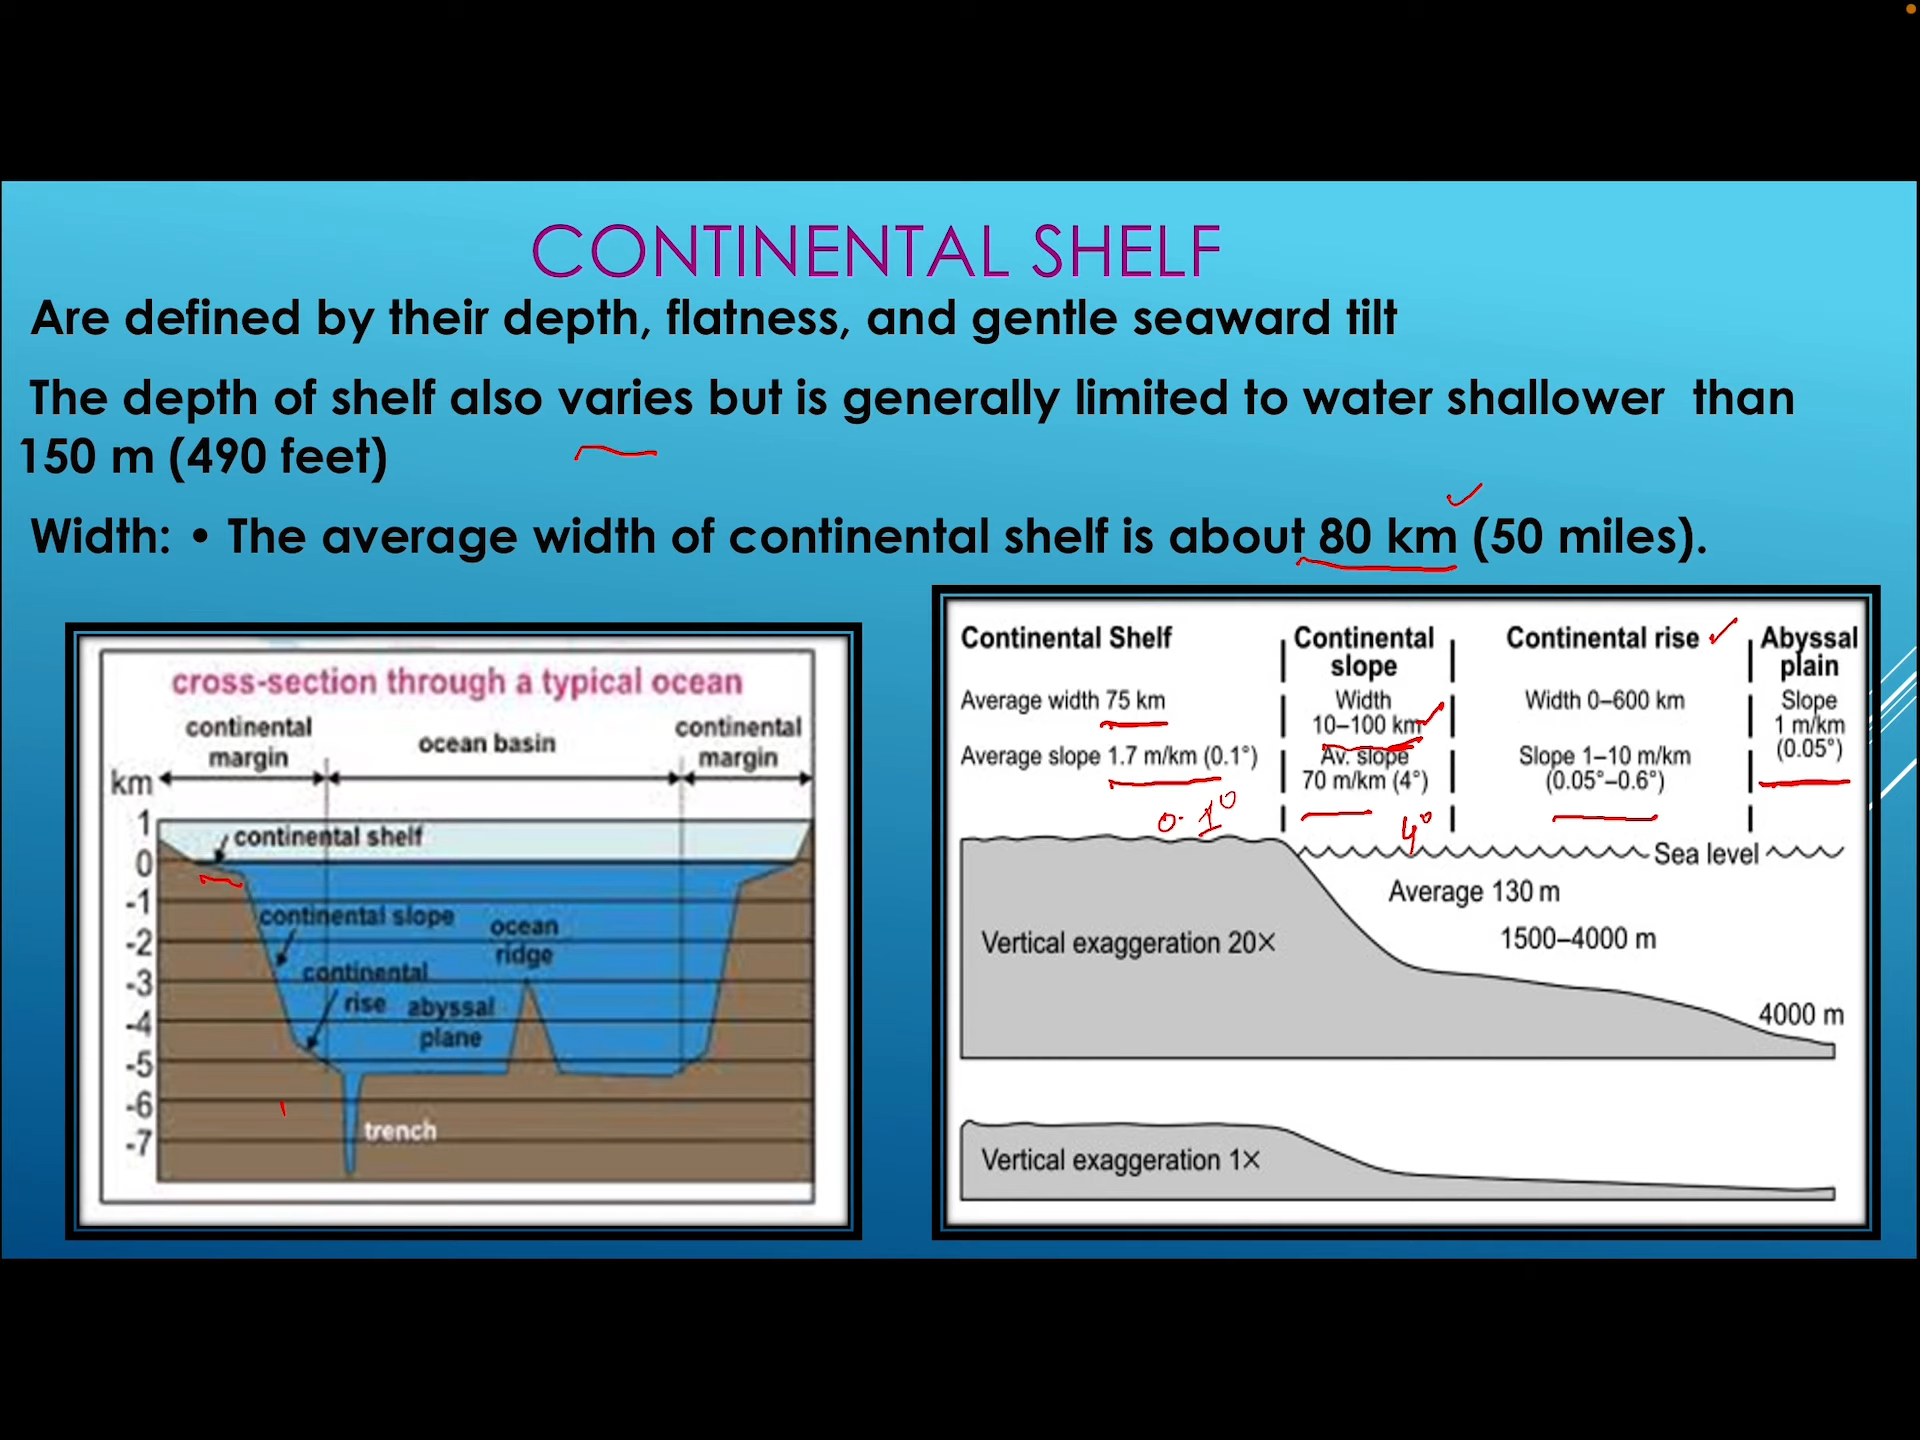 CONTINENTAL SHELF
Are defined by their depth, flatness, and gentle seaward tilt
The depth of shelf also varies but is generally limited to water shallower than
150 m (490 feet)
Width: • The average width of continental shelf is about 80 km (50 miles).
cross-section through a typical ocean
continental
margin
ocean basin
continental
margin
km
1
0
-1
-2
-3
-4
-5
-6
-7
continental shelf
continental slope
continental
rise
ocean
ridge
abyssal
plane
trench
Continental Shelf
Average width 75 km
Average slope 1.7 m/km (0.1°)
0.1°
Continental
slope
Width
10–100 km
Av. slope
70 m/km (4°)
4°
Continental rise
Width 0–600 km
Slope 1–10 m/km
(0.05°–0.6°)
Abyssal
plain
Slope
1 m/km
(0.05°)
Sea level
Average 130 m
1500–4000 m
4000 m
Vertical exaggeration 20×
Vertical exaggeration 1×